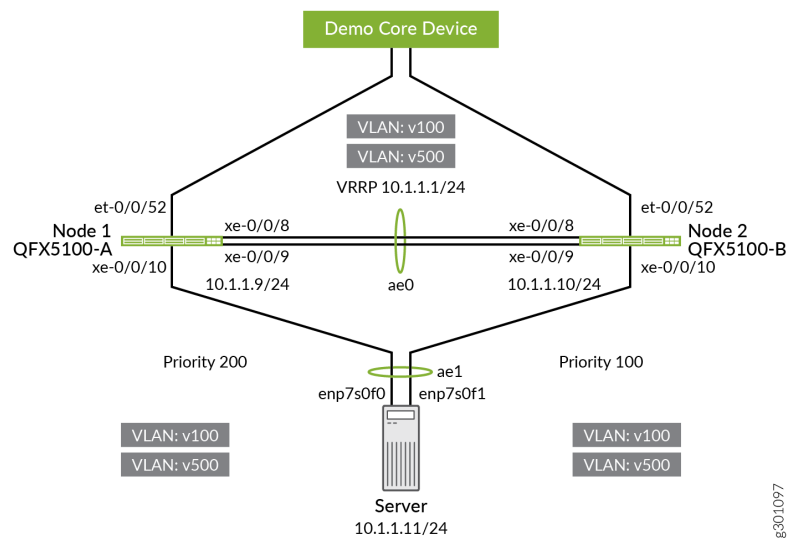 Demo Core Device
VLAN: v100
VLAN: v500
VRRP 10.1.1.1/24
et-0/0/52
et-0/0/52
Node 1
QFX5100-A
xe-0/0/8
xe-0/0/8
Node 2
QFX5100-B
xe-0/0/10
xe-0/0/9
xe-0/0/9
xe-0/0/10
10.1.1.9/24
ae0
10.1.1.10/24
Priority 200
Priority 100
ae1
enp7s0f0
enp7s0f1
VLAN: v100
VLAN: v500
VLAN: v100
VLAN: v500
Server
10.1.1.11/24
g301097